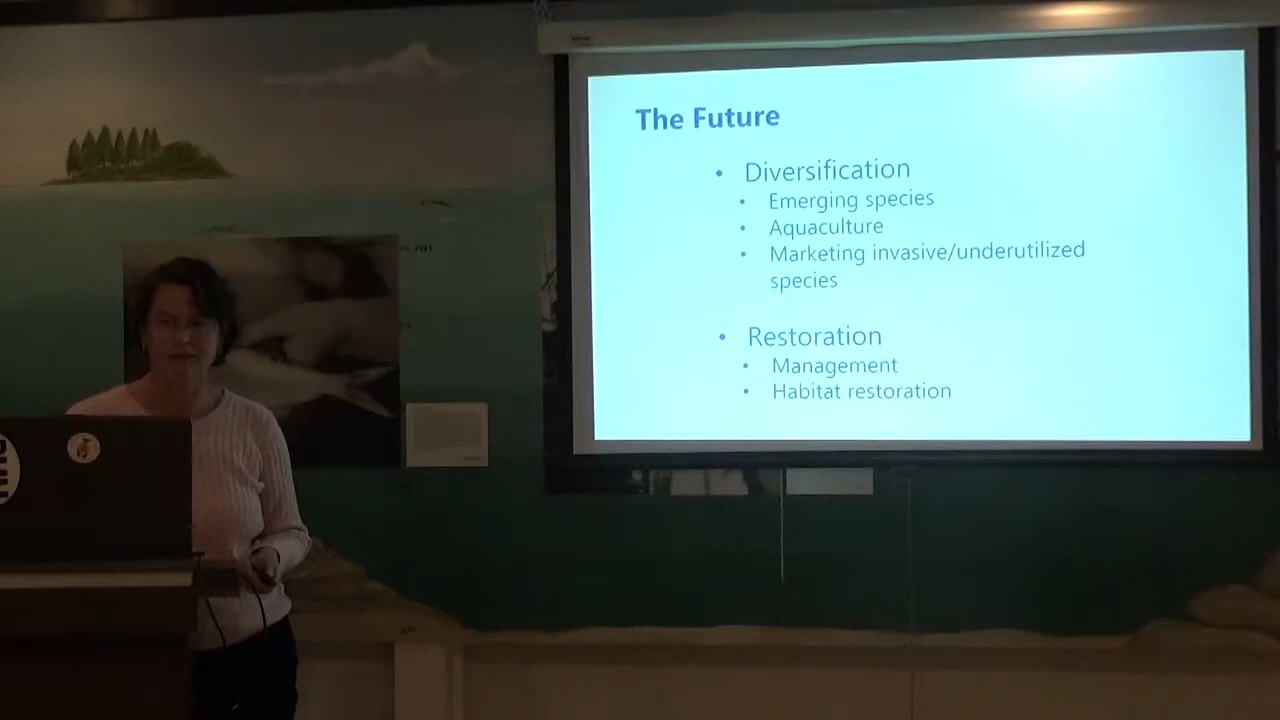 The Future
• Diversification
• Emerging species
• Aquaculture
• Marketing invasive/underutilized
species
• Restoration
• Management
• Habitat restoration